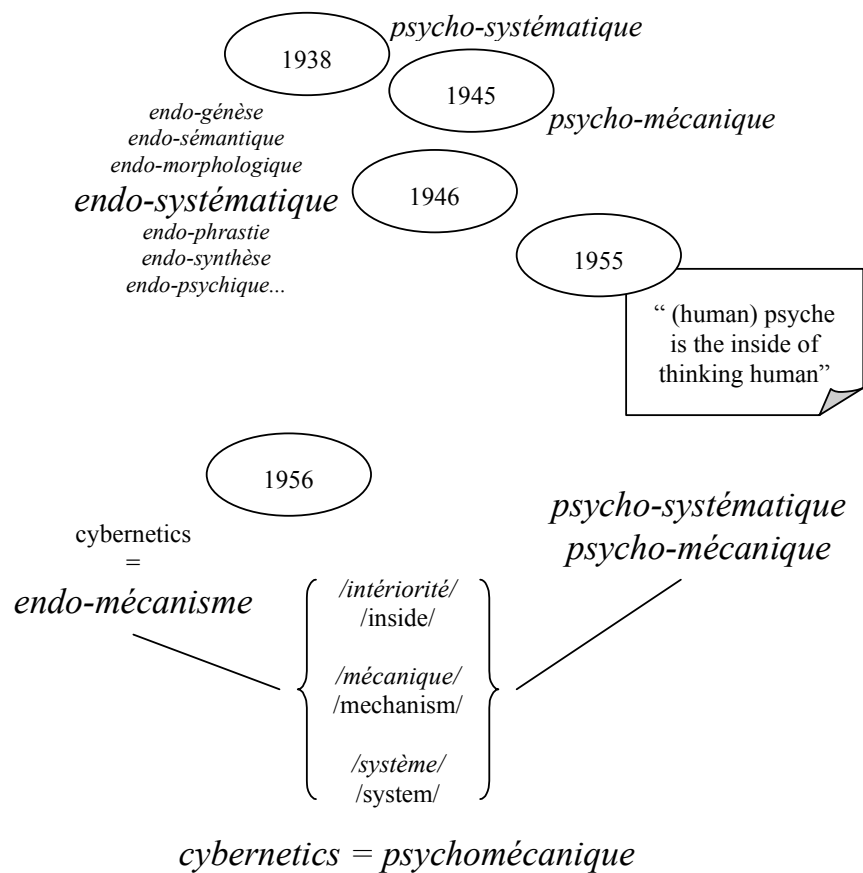 psycho-systématique
1938
1945
psycho-mécanique
endo-génèse
endo-sémantique
endo-morphologique
endo-systématique
endo-phrastie
endo-synthèse
endo-psychique...
1946
1955
“ (human) psyche
is the inside of
thinking human”
1956
psycho-systématique
psycho-mécanique
cybernetics
=
endo-mécanisme
/intériorité/
/inside/
/mécanique/
/mechanism/
/système/
/system/
cybernetics = psychomécanique